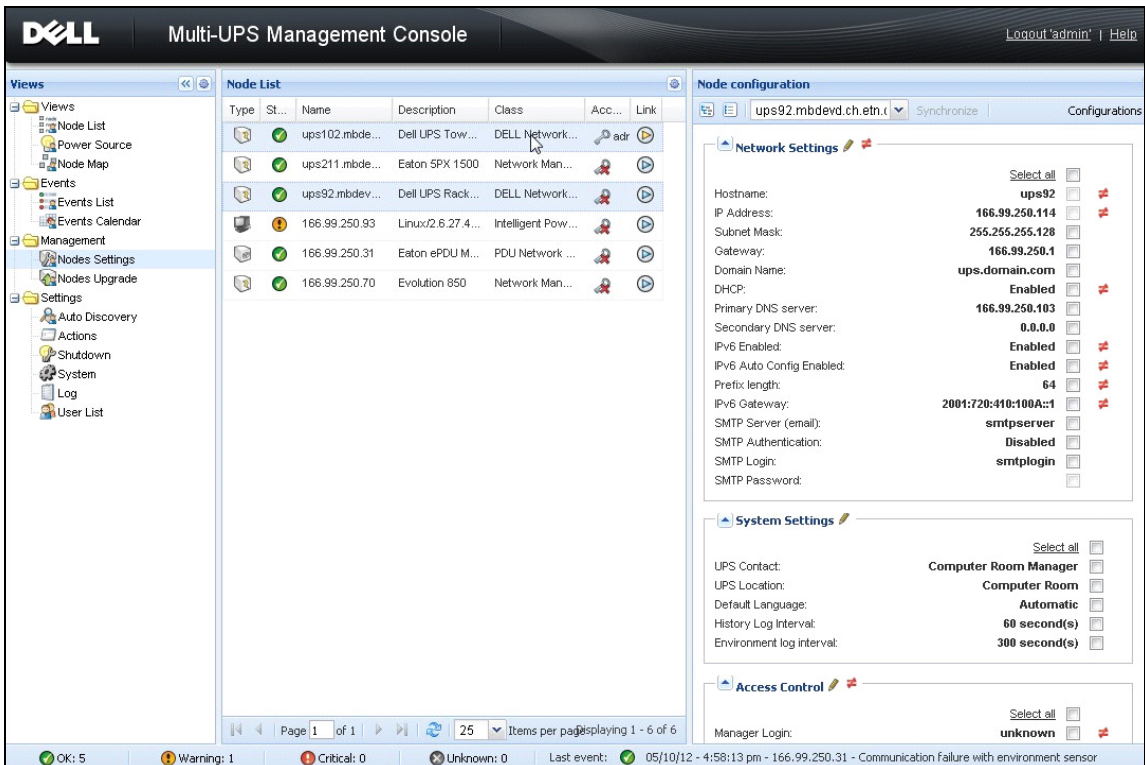 DELL Multi-UPS Management Console Logout 'admin' | Help
Views
Views
Node List
Power Source
Node Map
Events
Events List
Events Calendar
Management
Nodes Settings
Nodes Upgrade
Settings
Auto Discovery
Actions
Shutdown
System
Log
User List
Node List
Type St... Name Description Class Acc... Link
ups102.mbde... Dell UPS Tow... DELL Network... adr
ups211.mbde... Eaton 5PX 1500 Network Man...
ups92.mbdev... Dell UPS Rack... DELL Network...
166.99.250.93 Linux/2.6.27.4... Intelligent Pow...
166.99.250.31 Eaton ePDU M... PDU Network ...
166.99.250.70 Evolution 850 Network Man...
Page 1 of 1 25 Items per page Displaying 1 - 6 of 6
Node configuration
ups92.mbdevd.ch.etn.( Synchronize Configurations
Network Settings
Select all
Hostname: ups92
IP Address: 166.99.250.114
Subnet Mask: 255.255.255.128
Gateway: 166.99.250.1
Domain Name: ups.domain.com
DHCP: Enabled
Primary DNS server: 166.99.250.103
Secondary DNS server: 0.0.0.0
IPv6 Enabled: Enabled
IPv6 Auto Config Enabled: Enabled
Prefix length: 64
IPv6 Gateway: 2001:720:410:100A::1
SMTP Server (email): smtpserver
SMTP Authentication: Disabled
SMTP Login: smtplogin
SMTP Password:
System Settings
Select all
UPS Contact: Computer Room Manager
UPS Location: Computer Room
Default Language: Automatic
History Log Interval: 60 second(s)
Environment log interval: 300 second(s)
Access Control
Select all
Manager Login: unknown
OK: 5 Warning: 1 Critical: 0 Unknown: 0 Last event: 05/10/12 - 4:58:13 pm - 166.99.250.31 - Communication failure with environment sensor